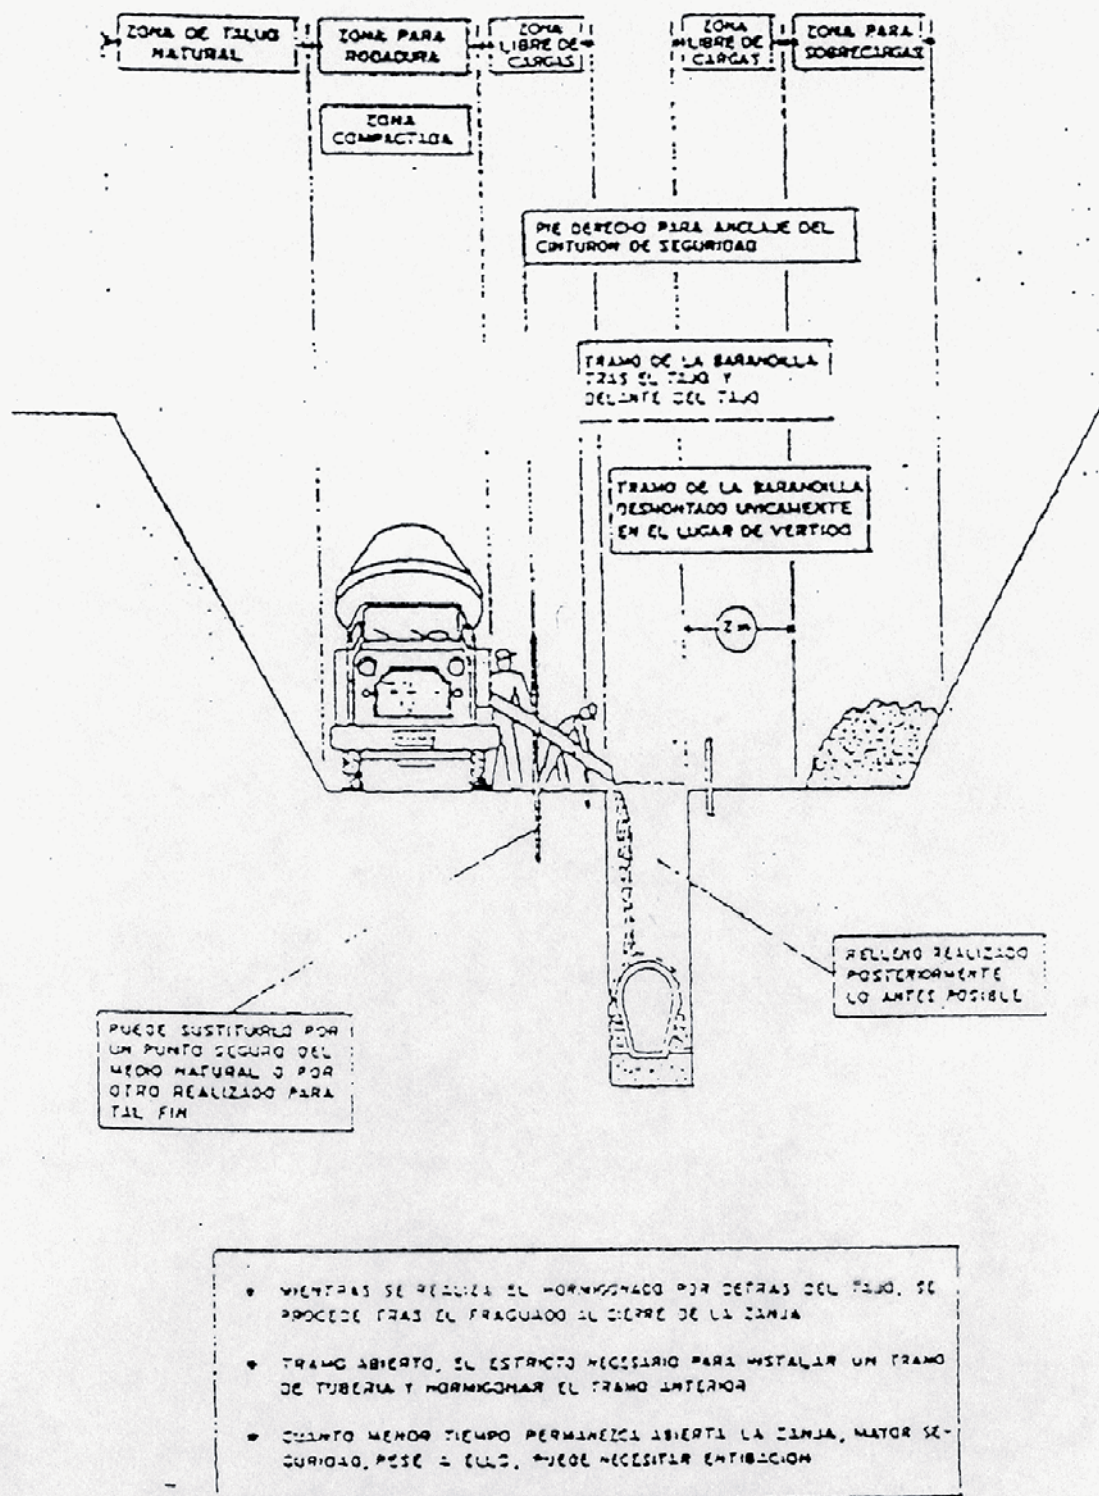 ZONA DE TALUD
NATURAL
ZONA PARA
RODADURA
ZONA
LIBRE DE
CARGAS
ZONA
LIBRE DE
CARGAS
ZONA PARA
SOBRECARGAS
ZONA
COMPACTADA
PIE DERECHO PARA ANCLAJE DEL
CINTURON DE SEGURIDAD
TRAMO DE LA BARANDILLA
TRAS EL TAJO Y
DELANTE DEL TAJO
TRAMO DE LA BARANDILLA
DESMONTADO UNICAMENTE
EN EL LUGAR DE VERTIDO
2 m
RELLENO REALIZADO
POSTERIORMENTE
LO ANTES POSIBLE
PUEDE SUSTITUIRLO POR
UN PUNTO SEGURO DEL
MEDIO NATURAL O POR
OTRO REALIZADO PARA
TAL FIN
* MIENTRAS SE REALIZA EL HORMIGONADO POR DETRAS DEL TAJO, SE
PROCEDE TRAS EL FRAGUADO AL CIERRE DE LA ZANJA
* TRAMO ABIERTO, EL ESTRICTO NECESARIO PARA INSTALAR UN TRAMO
DE TUBERIA Y HORMIGONAR EL TRAMO ANTERIOR
* CUANTO MENOR TIEMPO PERMANEZCA ABIERTA LA ZANJA, MAYOR SE-
GURIDAD, PESE A ELLO, PUEDE NECESITAR ENTIBACION